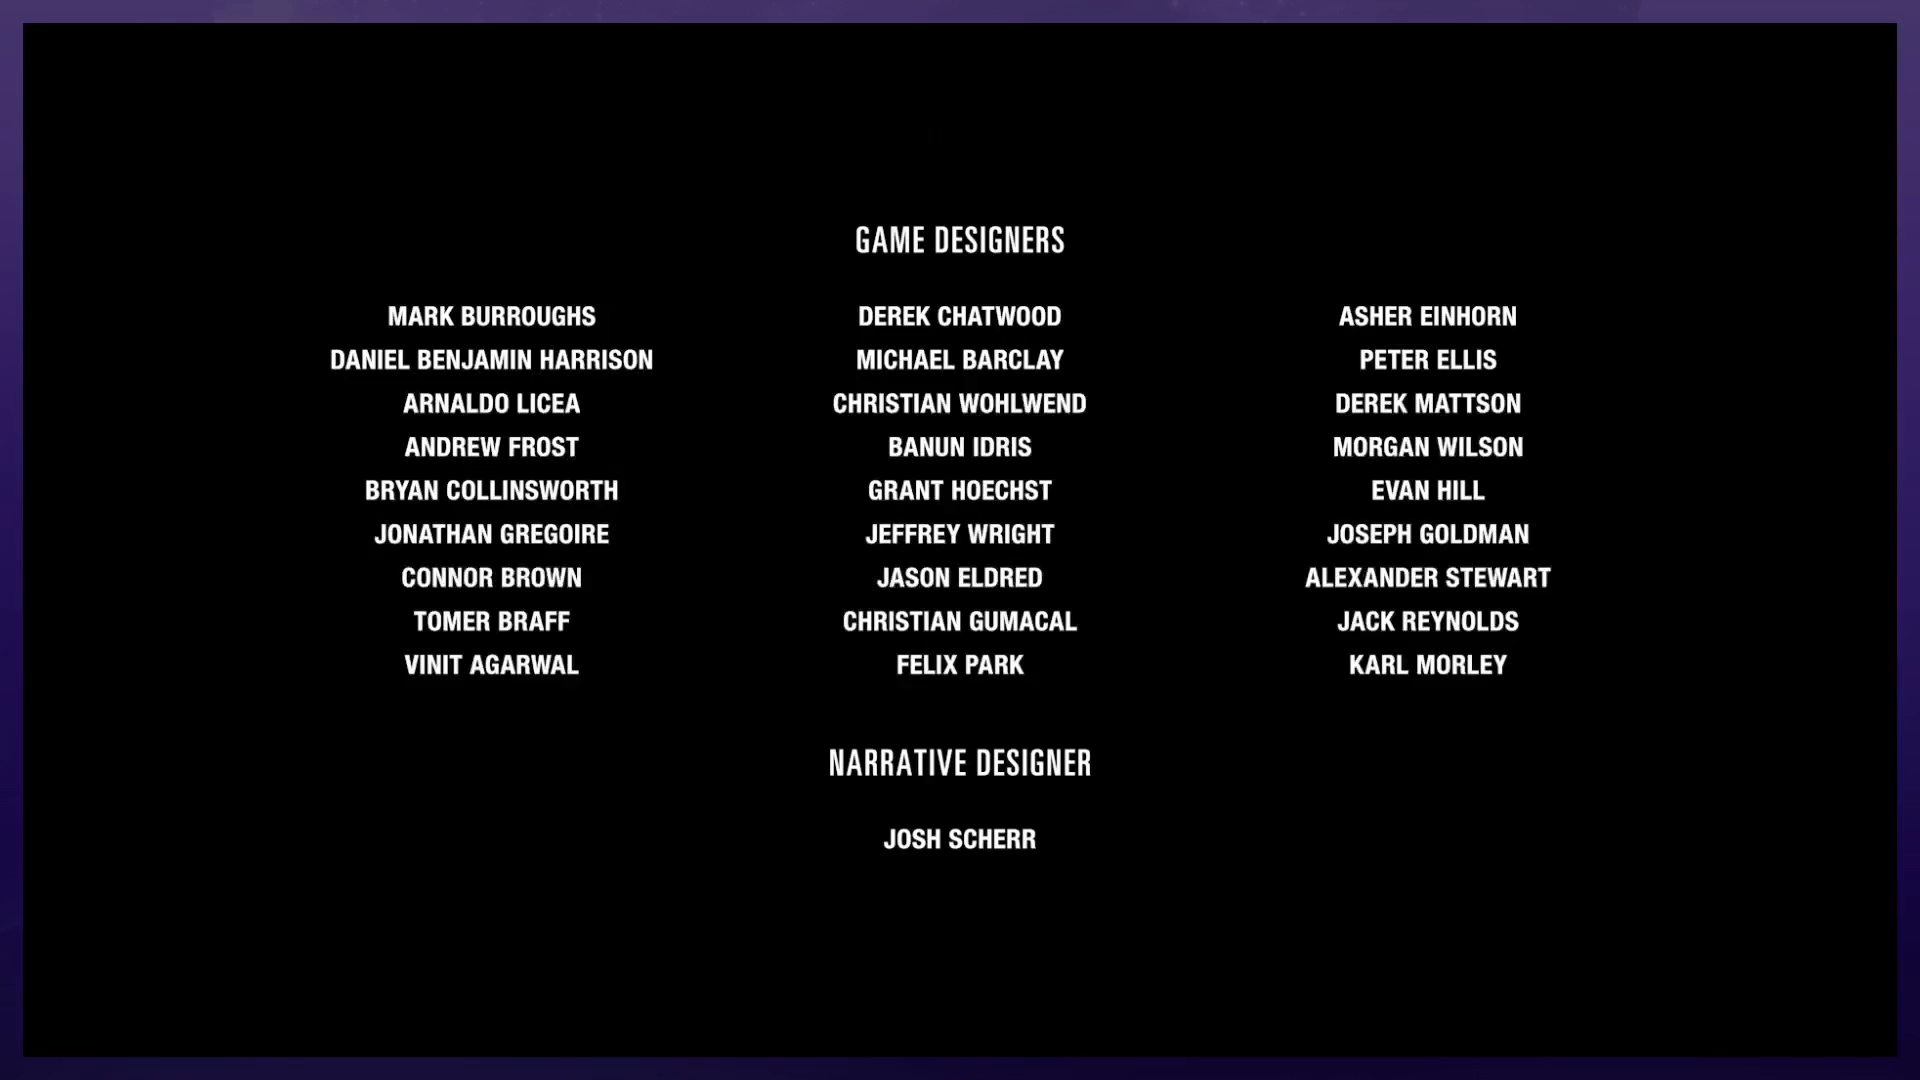 GAME DESIGNERS
MARK BURROUGHS DEREK CHATWOOD ASHER EINHORN
DANIEL BENJAMIN HARRISON MICHAEL BARCLAY PETER ELLIS
ARNALDO LICEA CHRISTIAN WOHLWEND DEREK MATTSON
ANDREW FROST BANUN IDRIS MORGAN WILSON
BRYAN COLLINSWORTH GRANT HOECHST EVAN HILL
JONATHAN GREGOIRE JEFFREY WRIGHT JOSEPH GOLDMAN
CONNOR BROWN JASON ELDRED ALEXANDER STEWART
TOMER BRAFF CHRISTIAN GUMACAL JACK REYNOLDS
VINIT AGARWAL FELIX PARK KARL MORLEY
NARRATIVE DESIGNER
JOSH SCHERR